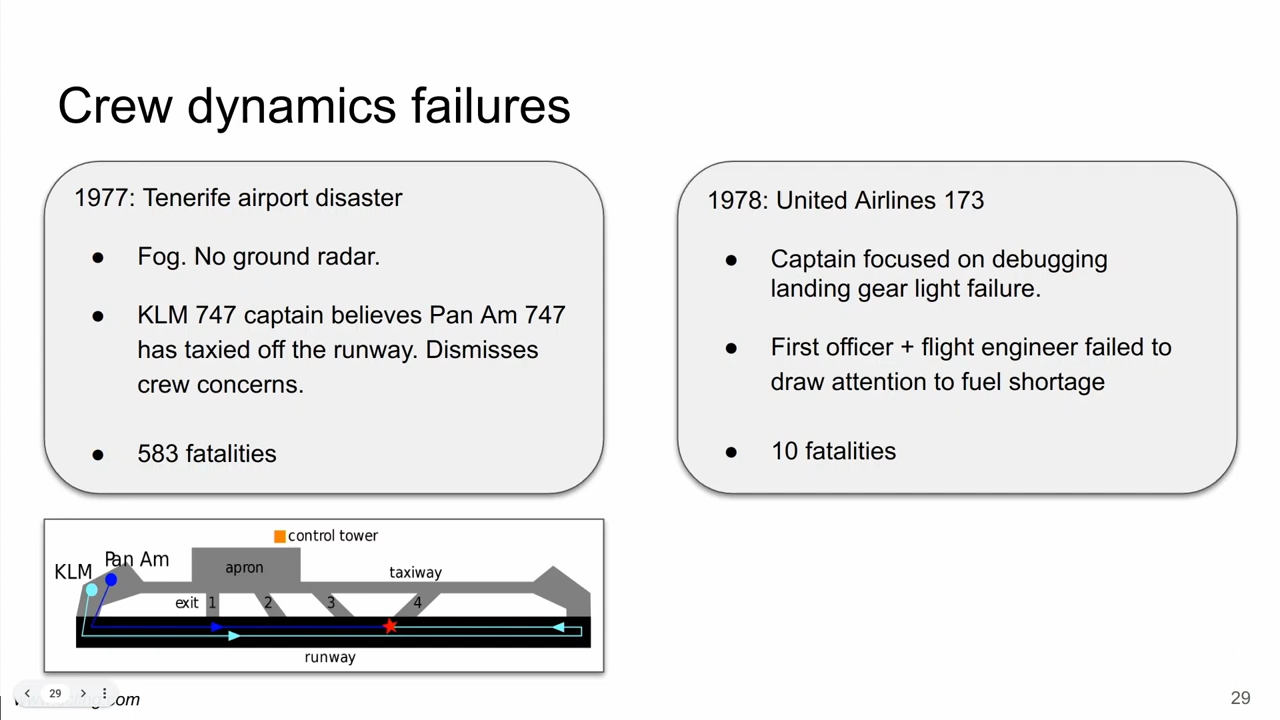 Crew dynamics failures
1977: Tenerife airport disaster
● Fog. No ground radar.
● KLM 747 captain believes Pan Am 747
has taxied off the runway. Dismisses
crew concerns.
● 583 fatalities
1978: United Airlines 173
● Captain focused on debugging
landing gear light failure.
● First officer + flight engineer failed to
draw attention to fuel shortage
● 10 fatalities
control tower
Pan Am
KLM
apron
taxiway
exit 1 2 3 4
runway
29
29